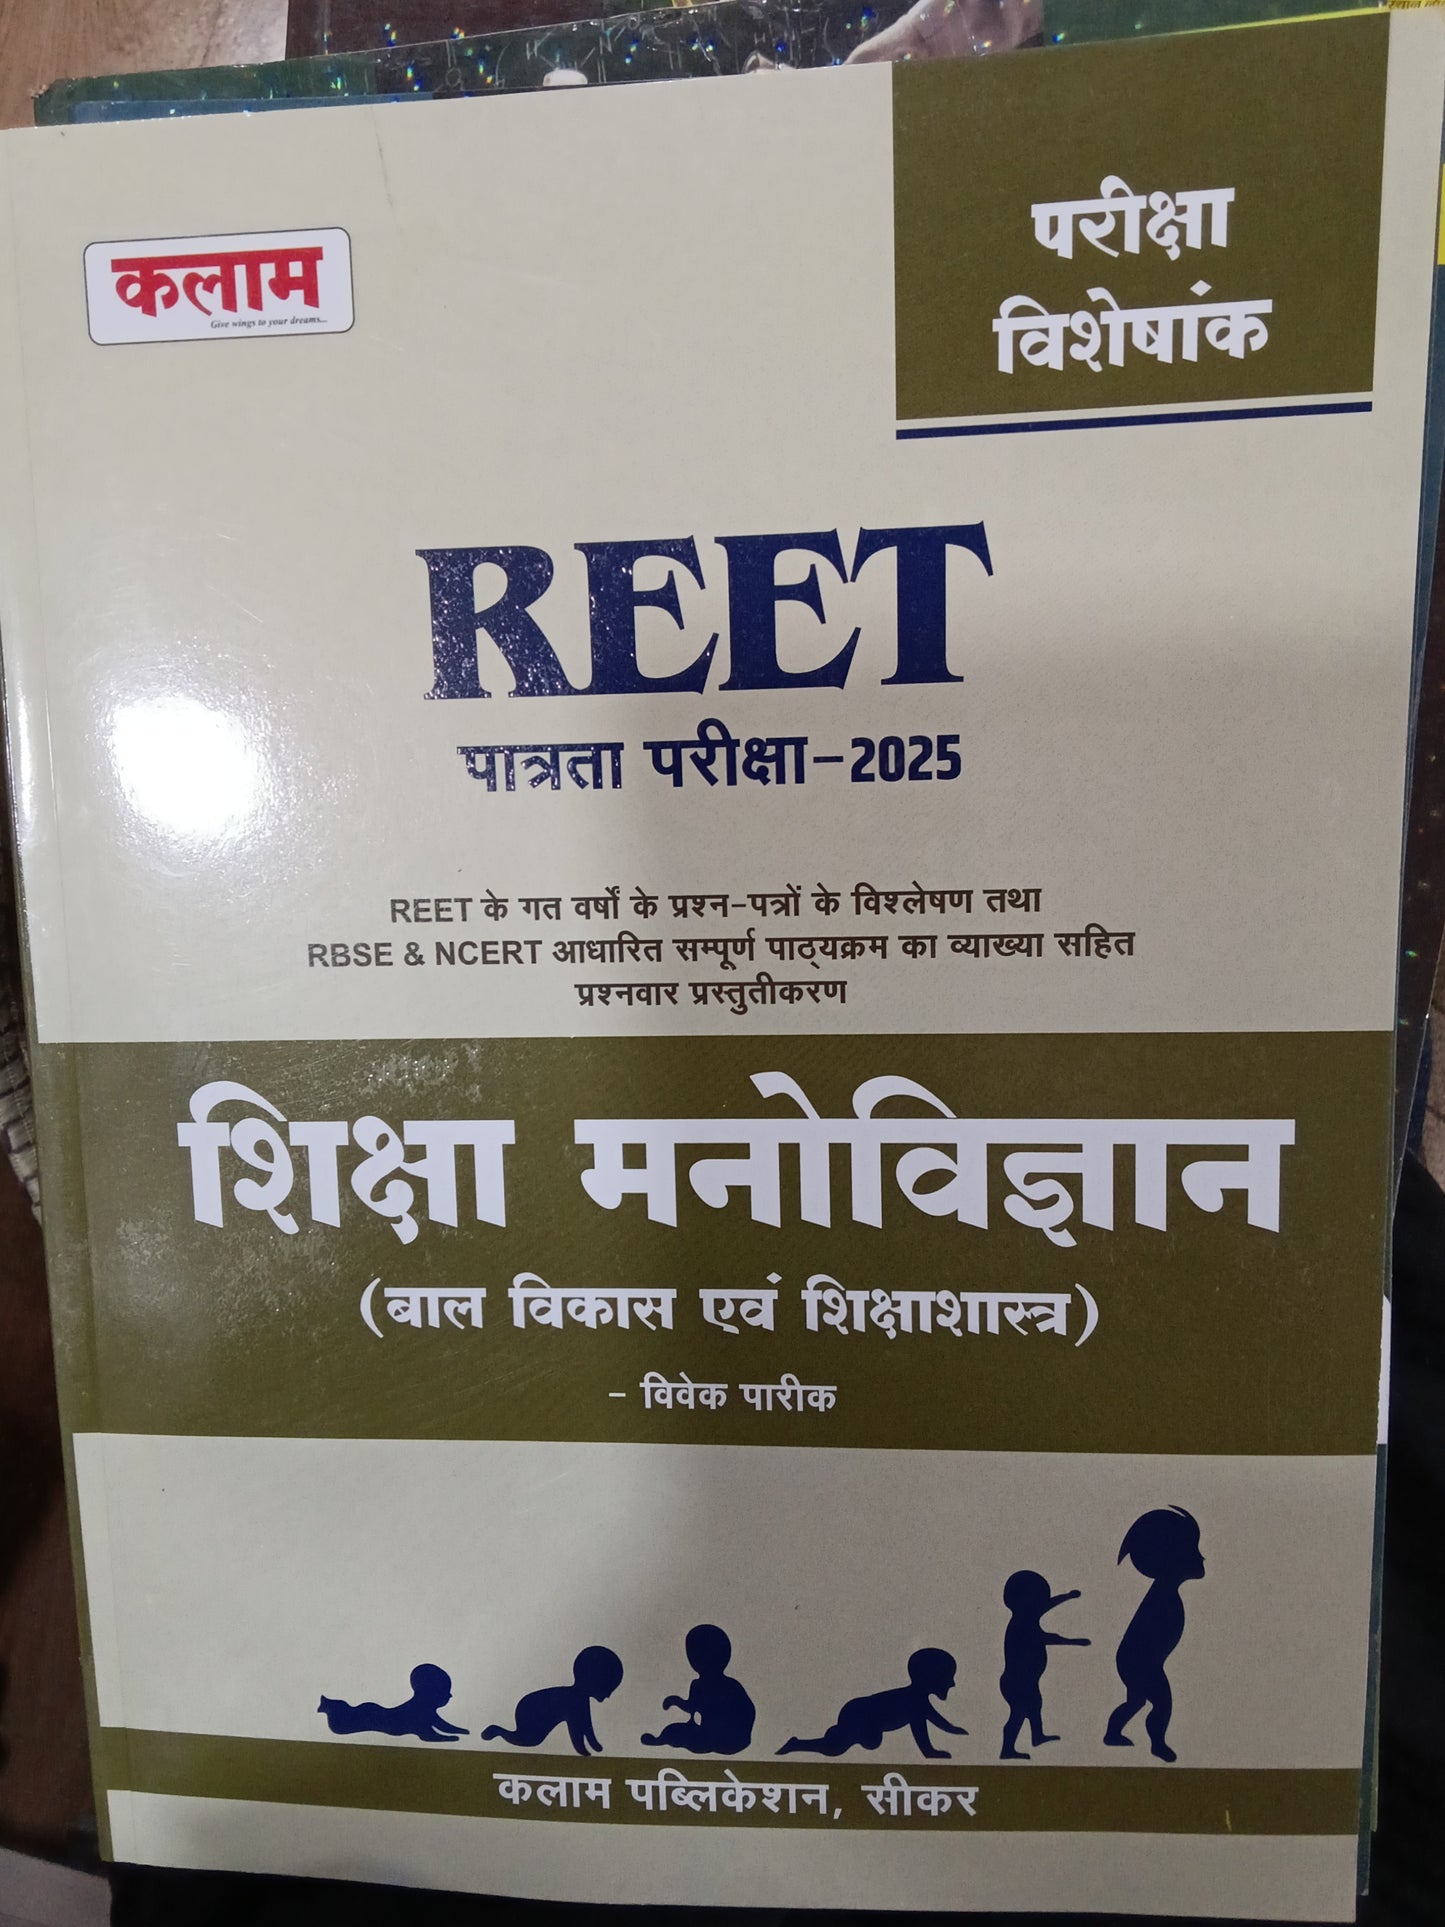 कलाम
Give wings to your dreams...
परीक्षा
विशेषांक
REET
पात्रता परीक्षा-2025
REET के गत वर्षों के प्रश्न-पत्रों के विश्लेषण तथा
RBSE & NCERT आधारित सम्पूर्ण पाठ्यक्रम का व्याख्या सहित
प्रश्नवार प्रस्तुतीकरण
शिक्षा मनोविज्ञान
(बाल विकास एवं शिक्षाशास्त्र)
- विवेक पारीक
कलाम पब्लिकेशन, सीकर